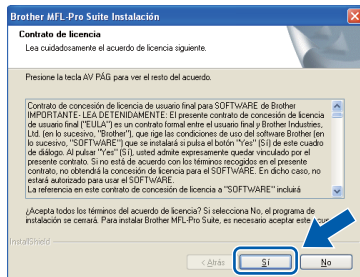 Brother MFL-Pro Suite Instalación
Contrato de licencia
Lea cuidadosamente el acuerdo de licencia siguiente.
Presione la tecla AV PÁG para ver el resto del acuerdo.
Contrato de concesión de licencia de usuario final para SOFTWARE de Brother
IMPORTANTE- LEA DETENIDAMENTE: El presente contrato de concesión de licencia
de usuario final ("EULA") es un contrato formal entre el usuario final y Brother Industries,
Ltd. (en lo sucesivo, "Brother"), que rige las condiciones de uso del software Brother (en
lo sucesivo, "SOFTWARE") que se instalará si pulsa el botón "Yes" (Sí) de este cuadro
de diálogo. Al pulsar "Yes" (Sí), usted admite expresamente quedar vinculado por el
presente contrato. Si no está de acuerdo con los términos recogidos en el presente
contrato, no obtendrá la concesión de licencia para el SOFTWARE. En dicho caso, no
estará autorizado para usar el SOFTWARE.
La referencia en este contrato de concesión de licencia a "SOFTWARE" incluirá
¿Acepta todos los términos del acuerdo de licencia? Si selecciona No, el programa de
instalación se cerrará. Para instalar Brother MFL-Pro Suite, es necesario aceptar este
InstallShield
< Atrás
Sí
No